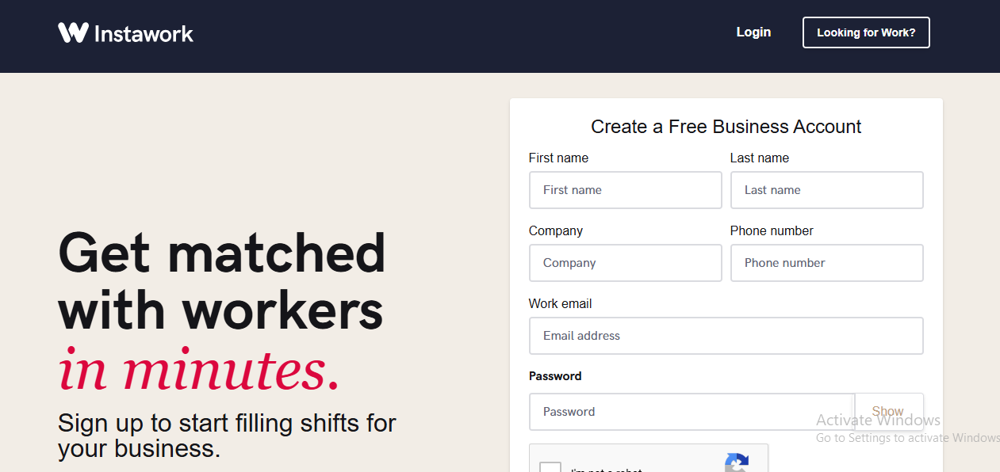 Instawork
Login
Looking for Work?
Get matched
with workers
in minutes.
Sign up to start filling shifts for
your business.
Create a Free Business Account
First name Last name
First name Last name
Company Phone number
Company Phone number
Work email
Email address
Password
Password Show
I'm not a robot
Activate Windows
Go to Settings to activate Windows